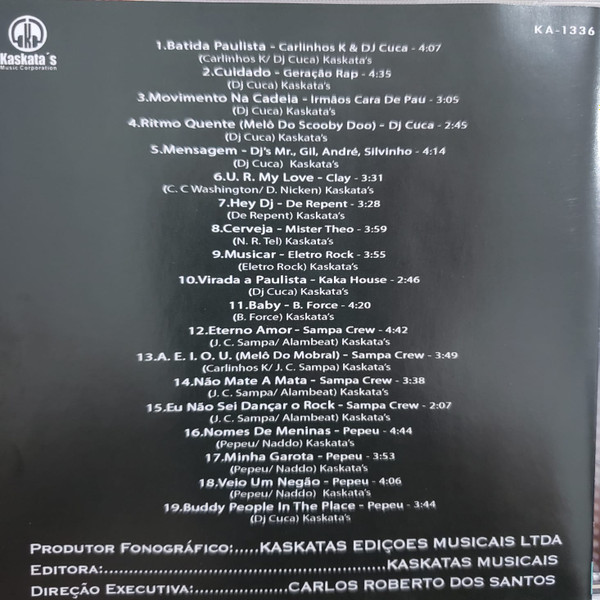 Kaskata's
Music Corporation
KA-1336
1.Batida Paulista - Carlinhos K & DJ Cuca - 4:07
(Carlinhos K/ Dj Cuca) Kaskata's
2.Cuidado - Geração Rap - 4:35
(Dj Cuca) Kaskata's
3.Movimento Na Cadeia - Irmãos Cara De Pau - 3:05
(Dj Cuca) Kaskata's
4.Ritmo Quente (Melô Do Scooby Doo) - Dj Cuca - 2:45
(Dj Cuca) Kaskata's
5.Mensagem - Dj's Mr., Gil, André, Silvinho - 4:14
(Dj Cuca) Kaskata's
6.U. R. My Love - Clay - 3:31
(C. C Washington/ D. Nicken) Kaskata's
7.Hey Dj - De Repent - 3:28
(De Repent) Kaskata's
8.Cerveja - Mister Theo - 3:59
(N. R. Tel) Kaskata's
9.Musicar - Eletro Rock - 3:55
(Eletro Rock) Kaskata's
10.Virada a Paulista - Kaka House - 2:46
(Dj Cuca) Kaskata's
11.Baby - B. Force - 4:20
(B. Force) Kaskata's
12.Eterno Amor - Sampa Crew - 4:42
(J. C. Sampa/ Alambeat) Kaskata's
13.A. E. I. O. U. (Melô Do Mobral) - Sampa Crew - 3:49
(Carlinhos K/ J. C. Sampa) Kaskata's
14.Não Mate A Mata - Sampa Crew - 3:38
(J. C. Sampa/ Alambeat) Kaskata's
15.Eu Não Sei Dançar o Rock - Sampa Crew - 2:07
(J. C. Sampa/ Alambeat) Kaskata's
16.Nomes De Meninas - Pepeu - 4:44
(Pepeu/ Naddo) Kaskata's
17.Minha Garota - Pepeu - 3:53
(Pepeu/ Naddo) Kaskata's
18.Veio Um Negão - Pepeu - 4:06
(Pepeu/ Naddo) Kaskata's
19.Buddy People In The Place - Pepeu - 3:44
(Dj Cuca) Kaskata's
PRODUTOR FONOGRÁFICO:.....KASKATAS EDIÇOES MUSICAIS LTDA
EDITORA:..................................................KASKATAS MUSICAIS
DIREÇÃO EXECUTIVA:.................CARLOS ROBERTO DOS SANTOS